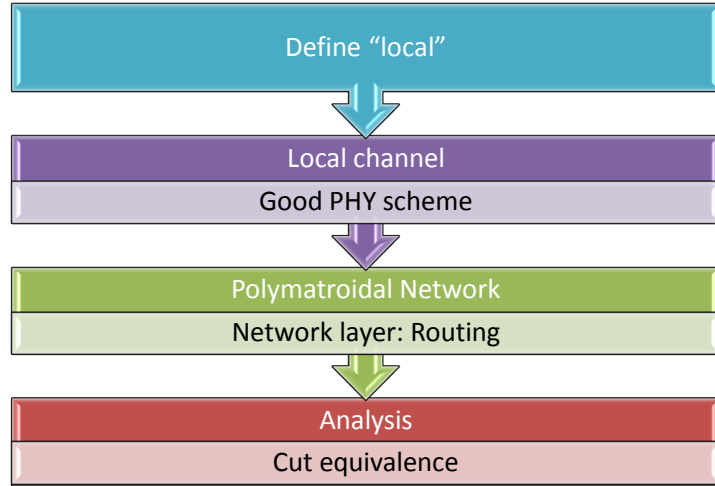 Define “local”
Local channel
Good PHY scheme
Polymatroidal Network
Network layer: Routing
Analysis
Cut equivalence